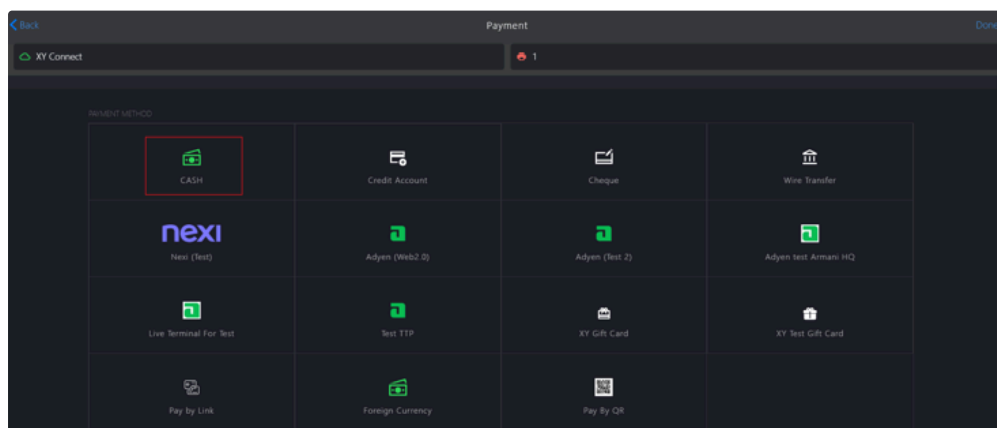 Back
Payment
Done
XY Connect
1
PAYMENT METHOD
CASH
Credit Account
Cheque
Wire Transfer
nexi
Nexi (Test)
Adyen (Web2.0)
Adyen (Test 2)
Adyen test Armani HQ
Live Terminal For Test
Test TTP
XY Gift Card
XY Test Gift Card
Pay by Link
Foreign Currency
Pay By QR